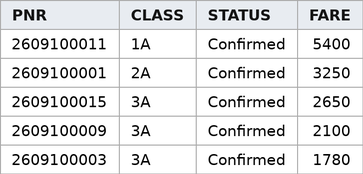 PNR CLASS STATUS FARE
2609100011 1A Confirmed 5400
2609100001 2A Confirmed 3250
2609100015 3A Confirmed 2650
2609100009 3A Confirmed 2100
2609100003 3A Confirmed 1780